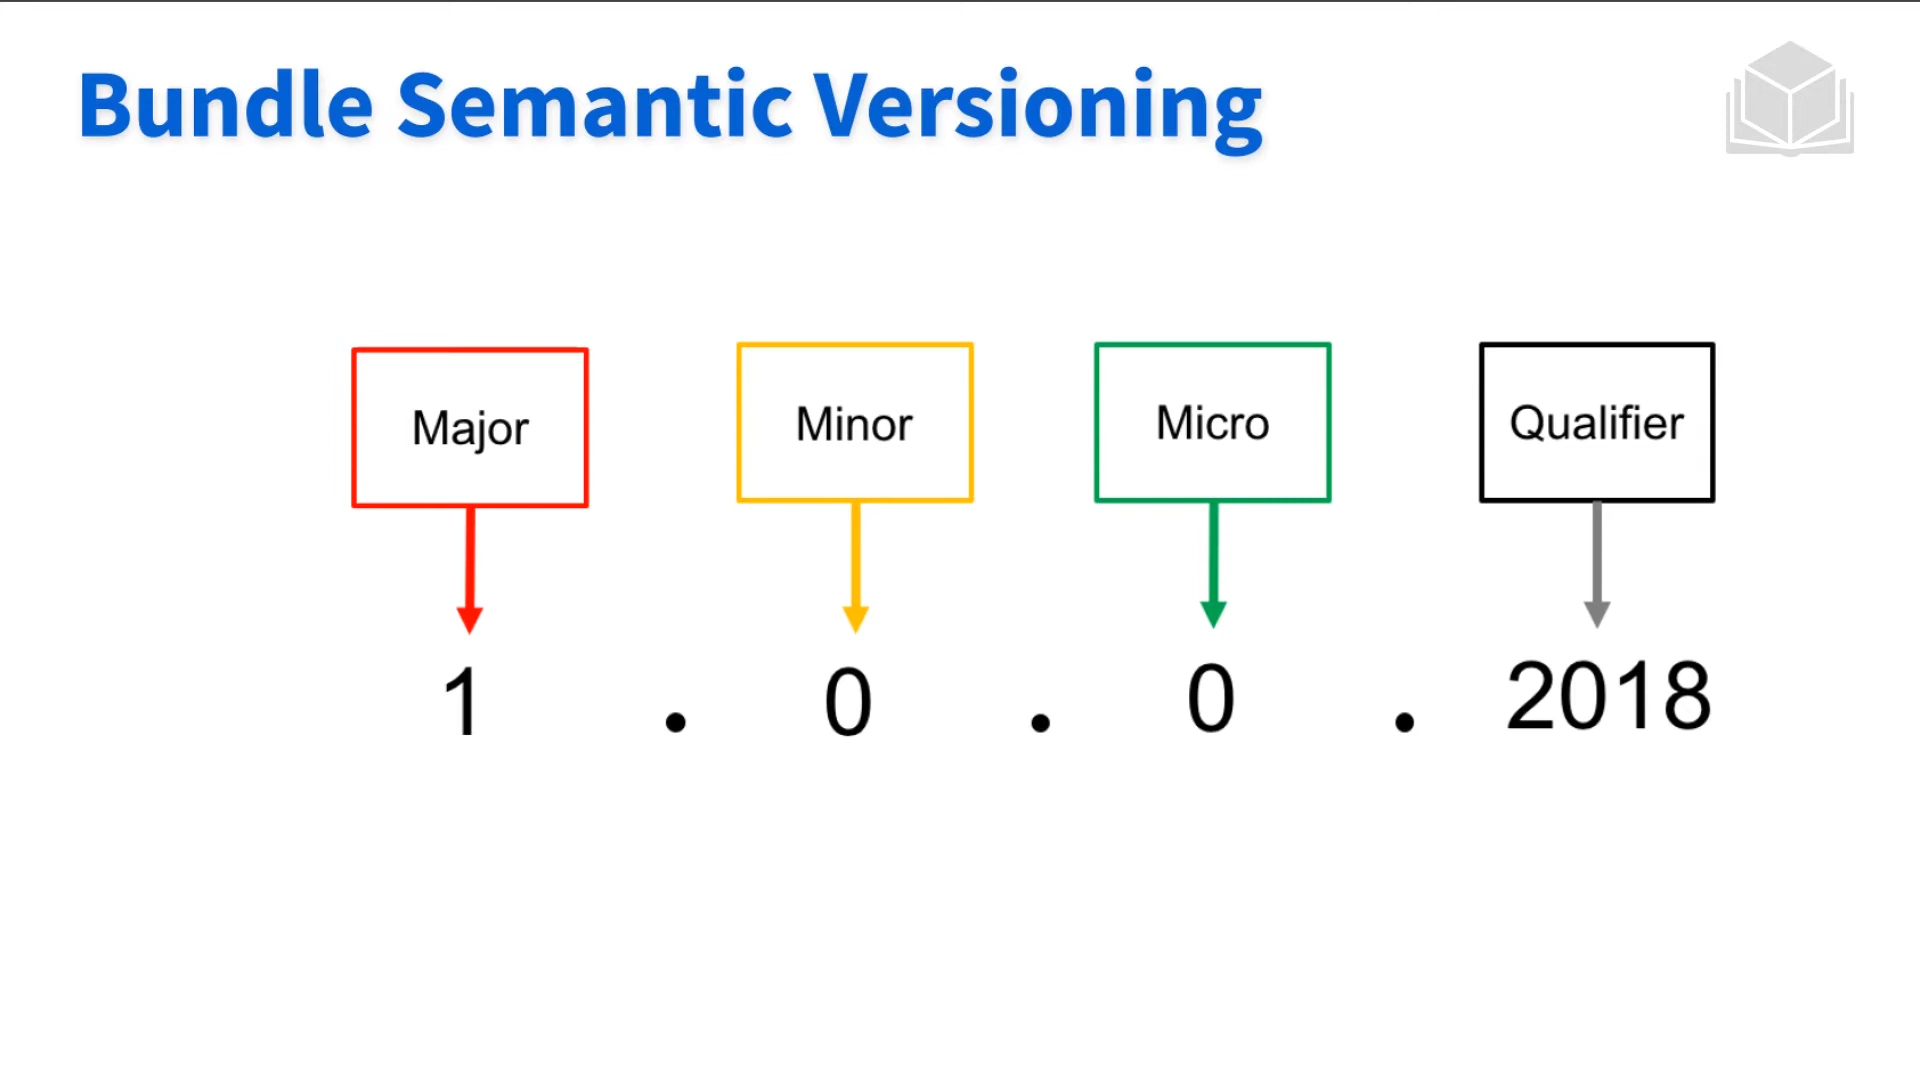 Bundle Semantic Versioning
Major Minor Micro Qualifier
1 . 0 . 0 . 2018